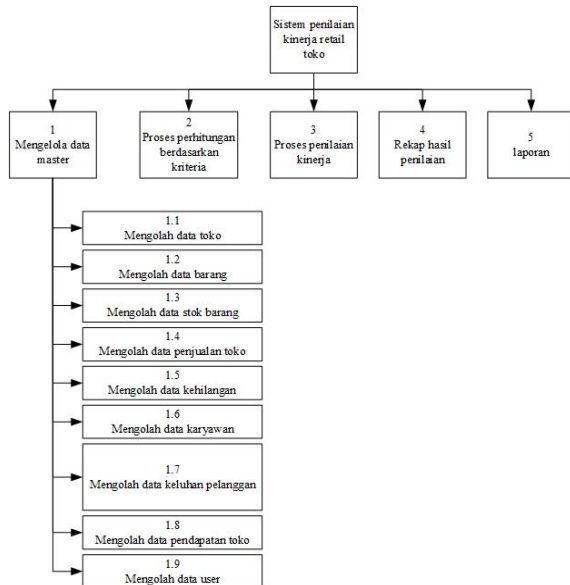 Sistem penilaian
kinerja retail
toko
1
Mengelola data
master
2
Proses perhitungan
berdasarkan
kriteria
3
Proses penilaian
kinerja
4
Rekap hasil
penilaian
5
laporan
1.1
Mengolah data toko
1.2
Mengolah data barang
1.3
Mengolah data stok barang
1.4
Mengolah data penjualan toko
1.5
Mengolah data kehilangan
1.6
Mengolah data karyawan
1.7
Mengolah data keluhan pelanggan
1.8
Mengolah data pendapatan toko
1.9
Mengolah data user